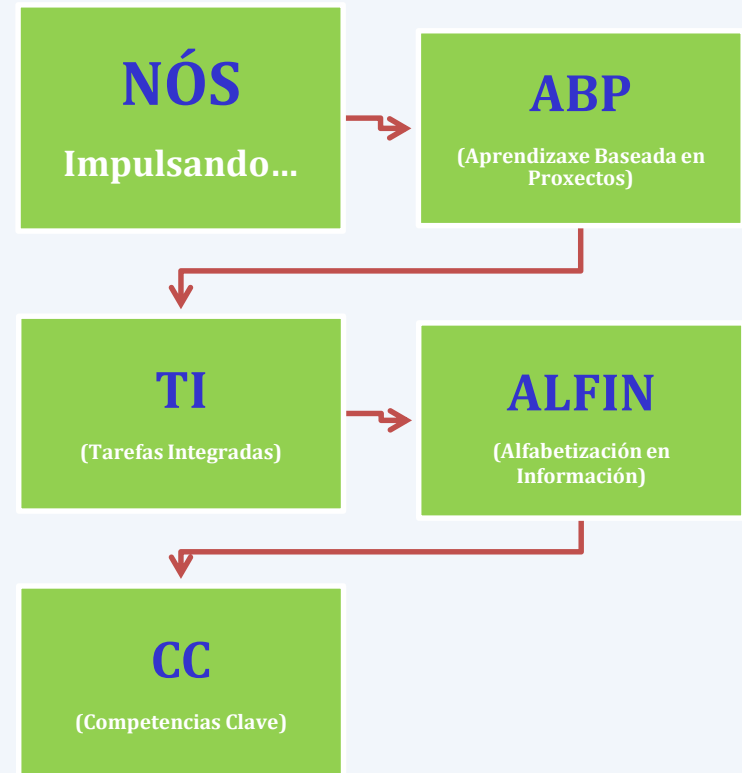 NÓS
Impulsando…
ABP
(Aprendizaxe Baseada en
Proxectos)
TI
(Tarefas Integradas)
ALFIN
(Alfabetización en
Información)
CC
(Competencias Clave)